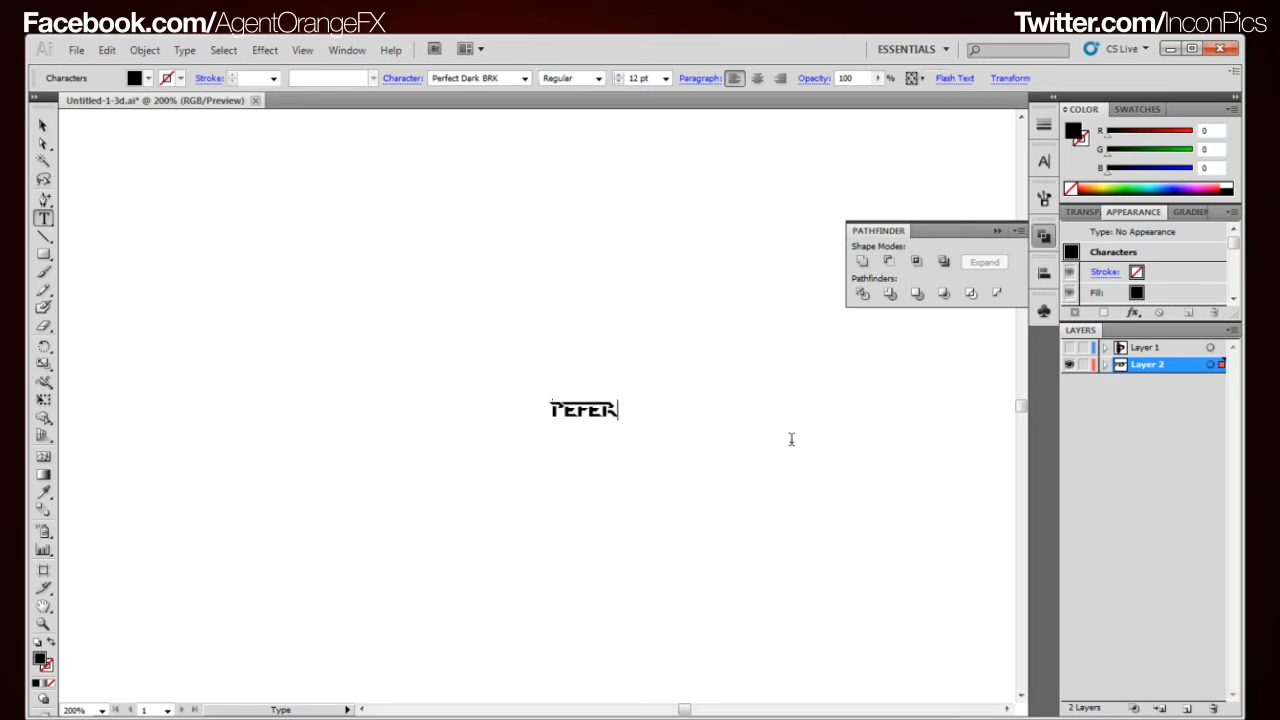 Facebook.com/AgentOrangeFX
Twitter.com/InconPics
Ai File Edit Object Type Select Effect View Window Help Br ESSENTIALS CS Live
Characters Stroke: Character: Perfect Dark BRK Regular 12 pt Paragraph: Opacity: 100 % Flash Text Transform
Untitled-1-3d.ai* @ 200% (RGB/Preview)
COLOR SWATCHES
R 0
G 0
B 0
TRANSP. APPEARANCE GRADIEN
Type: No Appearance
Characters
Stroke:
Fill:
PATHFINDER
Shape Modes:
Expand
Pathfinders:
LAYERS
Layer 1
Layer 2
PEFER
2 Layers
200% 1 Type